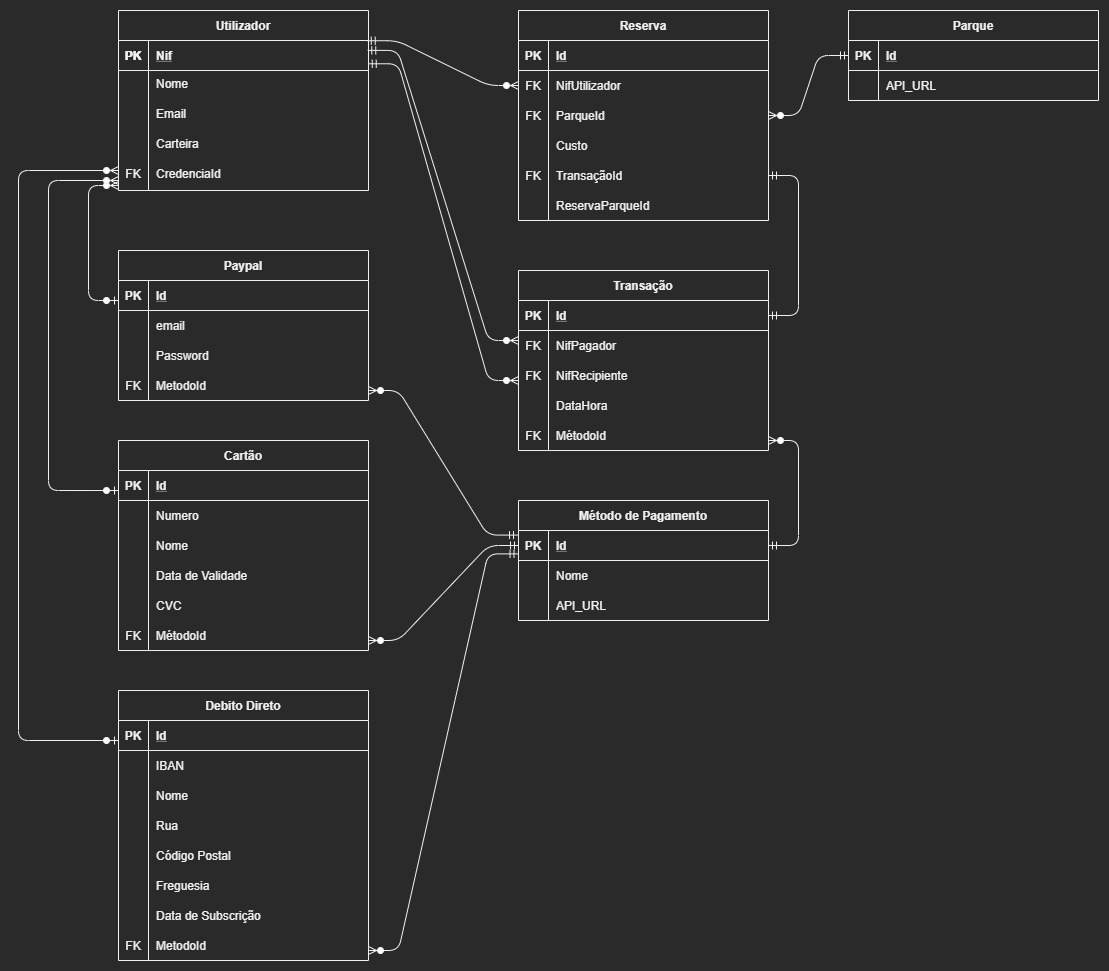 Utilizador
PK Nif
Nome
Email
Carteira
FK CredenciaId
Paypal
PK Id
email
Password
FK MetodoId
Cartão
PK Id
Numero
Nome
Data de Validade
CVC
FK MétodoId
Debito Direto
PK Id
IBAN
Nome
Rua
Código Postal
Freguesia
Data de Subscrição
FK MetodoId
Reserva
PK Id
FK NifUtilizador
FK ParqueId
Custo
FK TransaçãoId
ReservaParqueId
Transação
PK Id
FK NifPagador
FK NifRecipiente
DataHora
FK MétodoId
Método de Pagamento
PK Id
Nome
API_URL
Parque
PK Id
API_URL